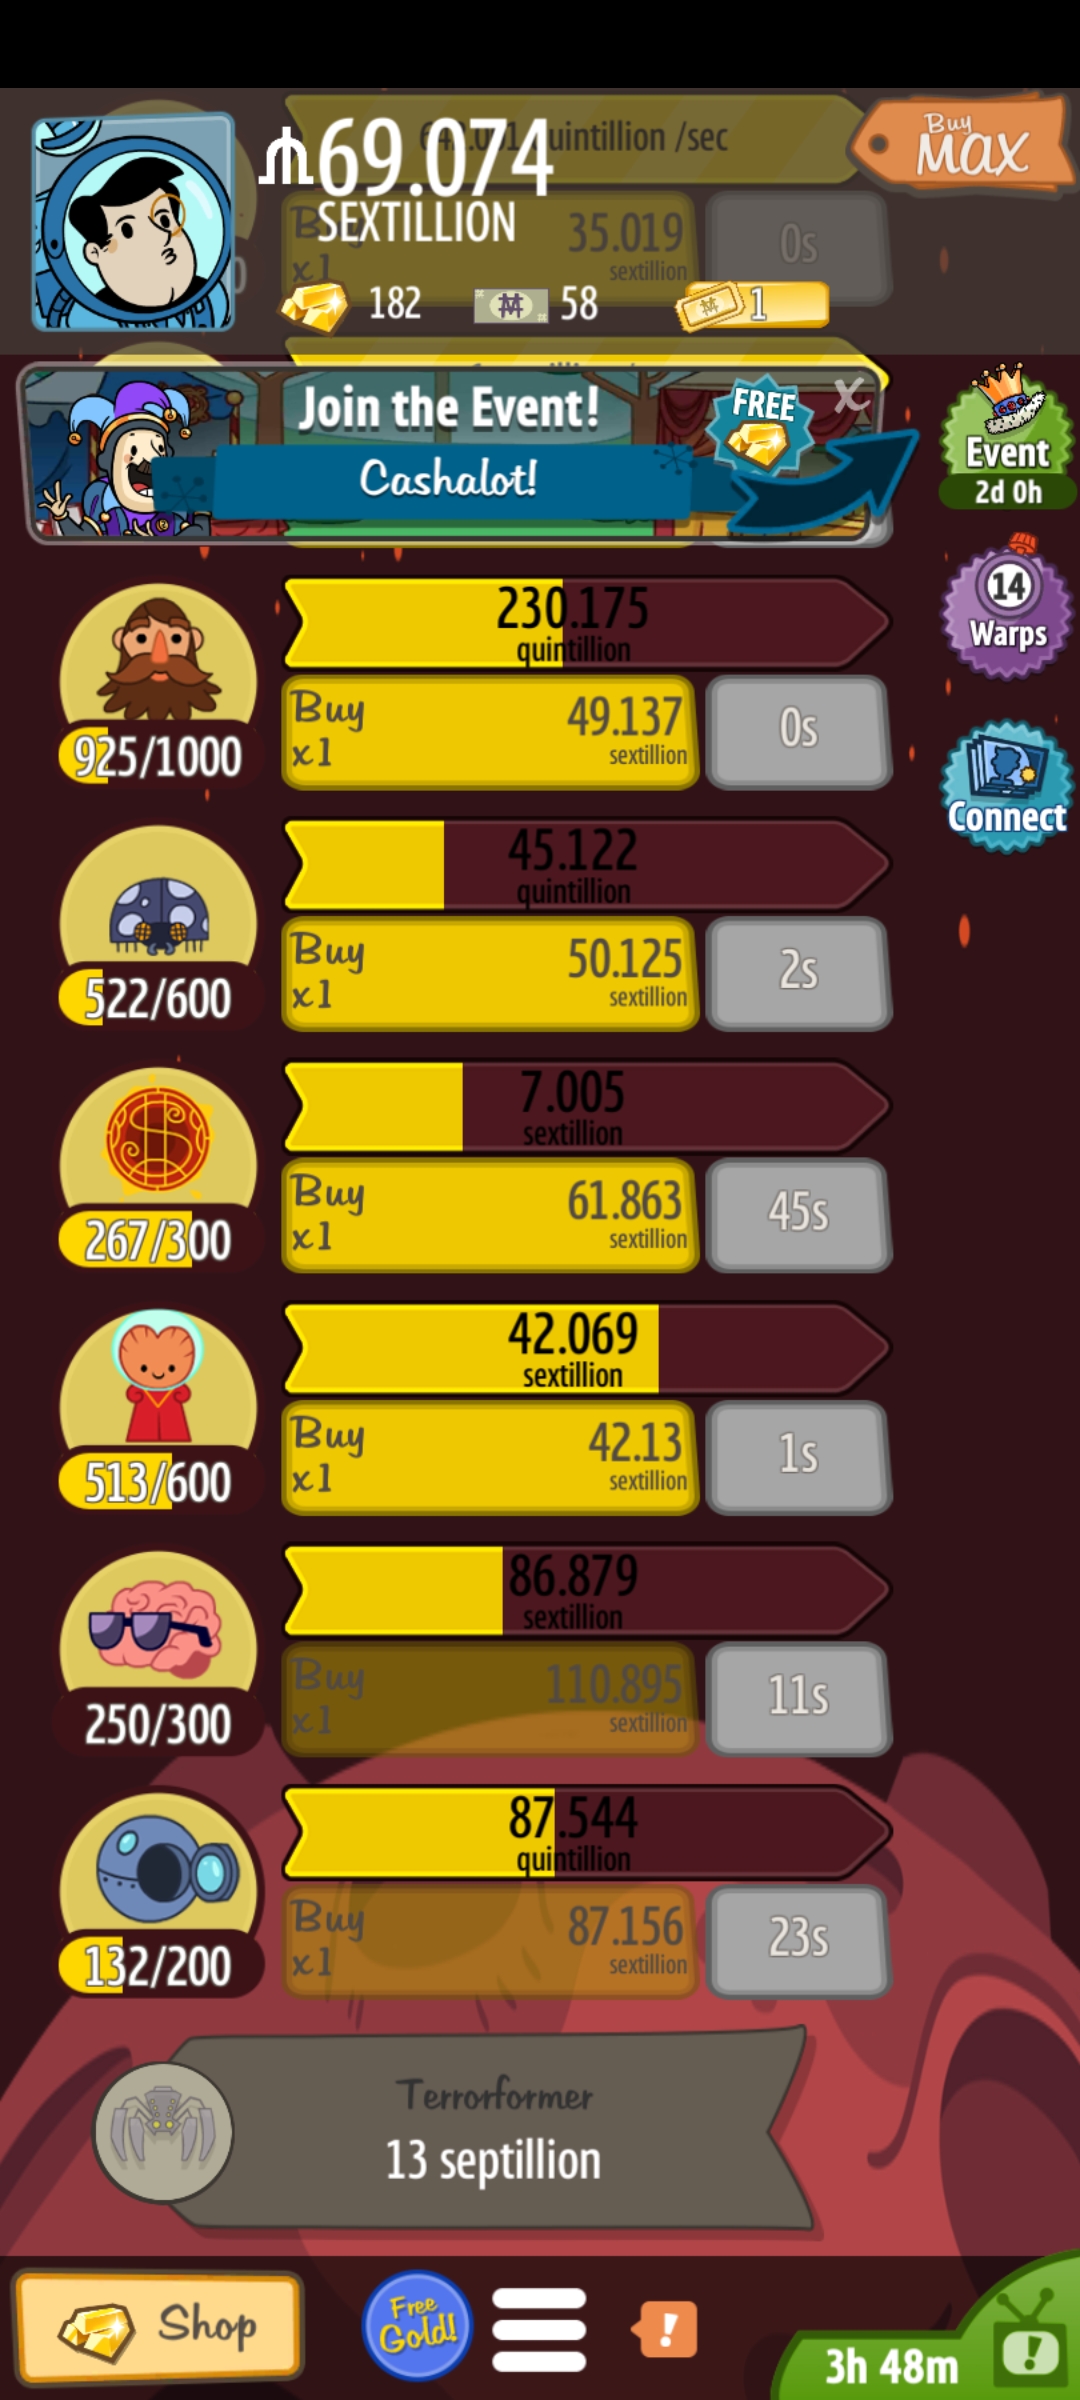 69.074
SEXTILLION
Buy
MAX
quintillion /sec
Buy
x1
35.019
sextillion
0s
182
58
1
Join the Event!
Cashalot!
FREE
X
Event
2d 0h
14
Warps
Connect
230.175
quintillion
925/1000
Buy
x1
49.137
sextillion
0s
45.122
quintillion
522/600
Buy
x1
50.125
sextillion
2s
7.005
sextillion
267/300
Buy
x1
61.863
sextillion
45s
42.069
sextillion
513/600
Buy
x1
42.13
sextillion
1s
86.879
sextillion
250/300
Buy
x1
110.895
sextillion
11s
87.544
quintillion
132/200
Buy
x1
87.156
sextillion
23s
Terrorformer
13 septillion
Shop
Free
Gold!
!
3h 48m
!